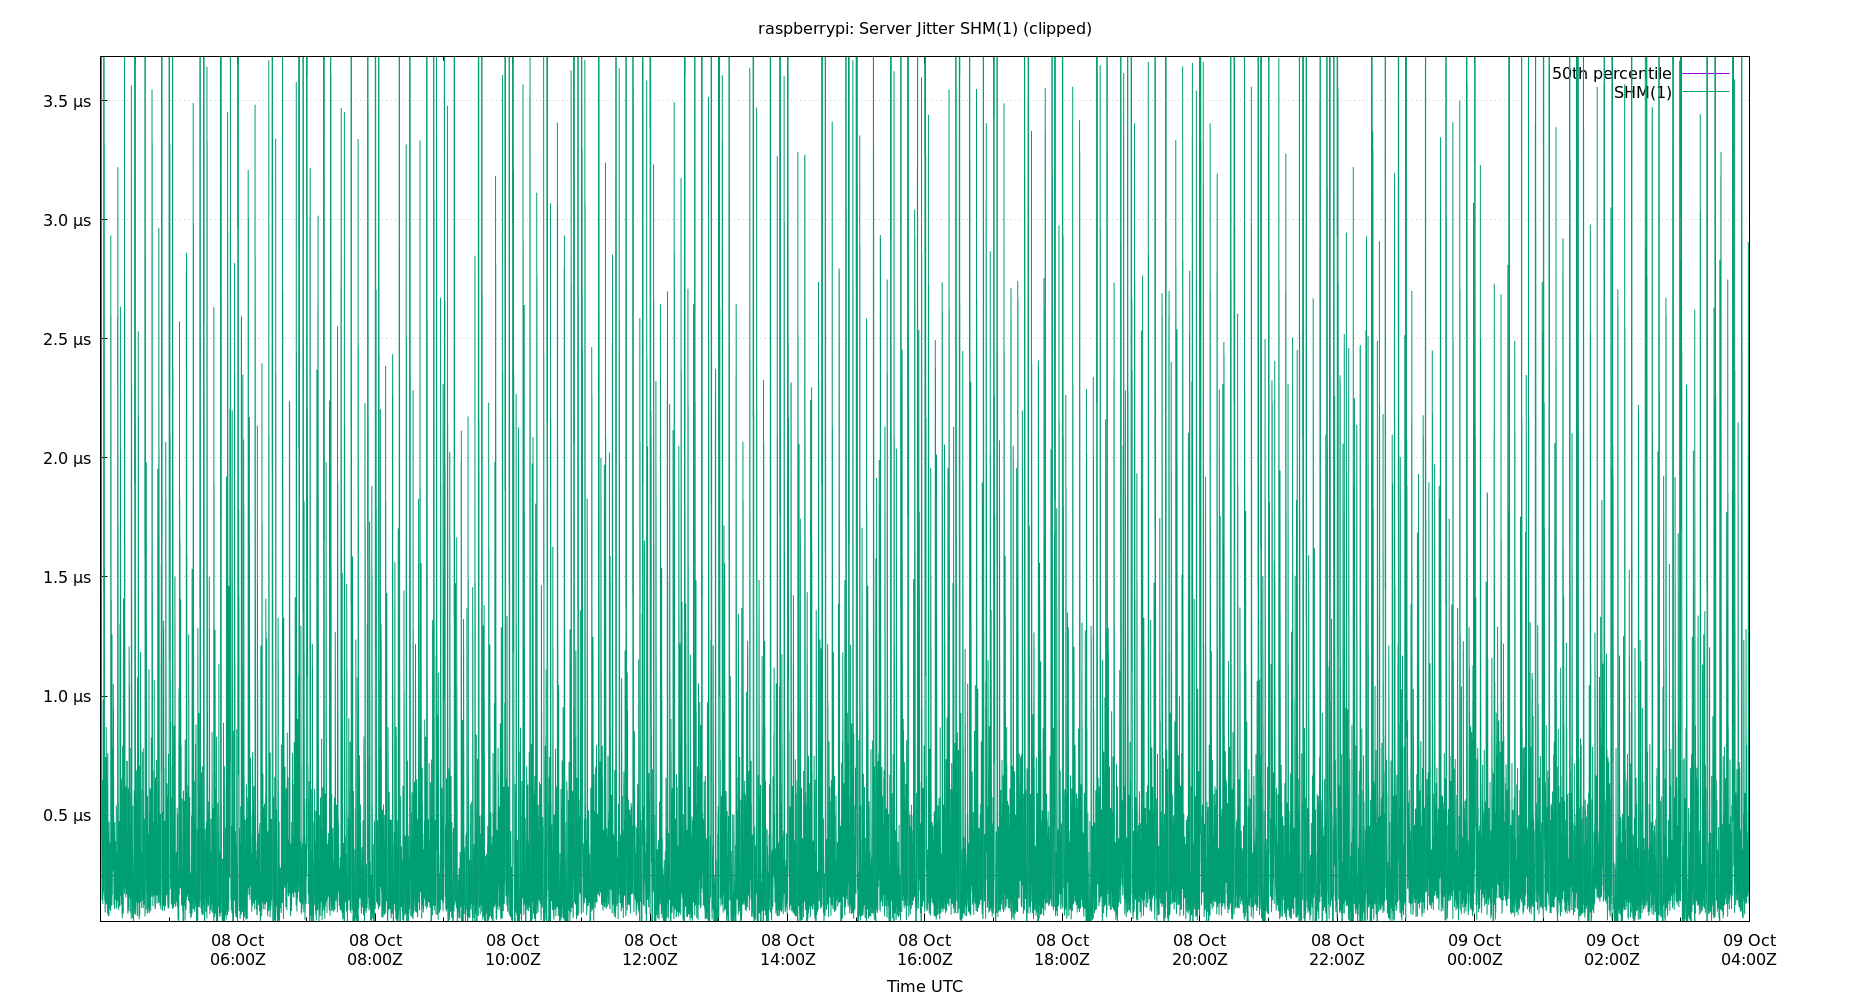 raspberrypi: Server Jitter SHM(1) (clipped)
50th percentile
SHM(1)
3.5 µs
3.0 µs
2.5 µs
2.0 µs
1.5 µs
1.0 µs
0.5 µs
08 Oct 08 Oct 08 Oct 08 Oct 08 Oct 08 Oct 08 Oct 08 Oct 08 Oct 09 Oct 09 Oct 09 Oct
06:00Z 08:00Z 10:00Z 12:00Z 14:00Z 16:00Z 18:00Z 20:00Z 22:00Z 00:00Z 02:00Z 04:00Z
Time UTC